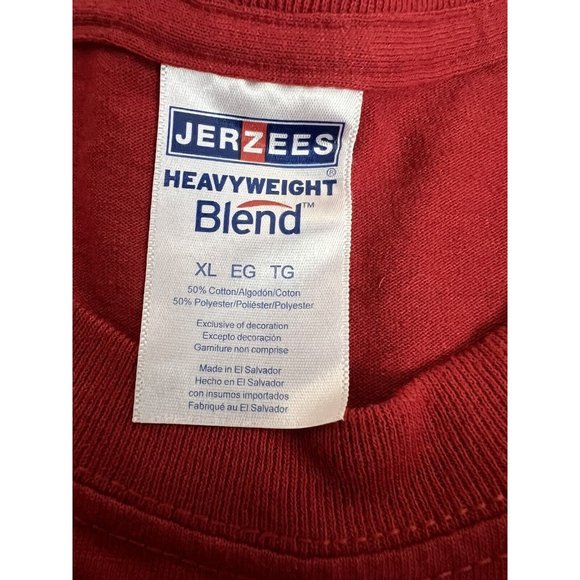 JERZEES
®
HEAVYWEIGHT
Blend™
XL EG TG
50% Cotton/Algodón/Coton
50% Polyester/Poliéster/Polyester
Exclusive of decoration
Excepto decoración
Garniture non comprise
Made in El Salvador
Hecho en El Salvador
con insumos importados
Fabriqué au El Salvador